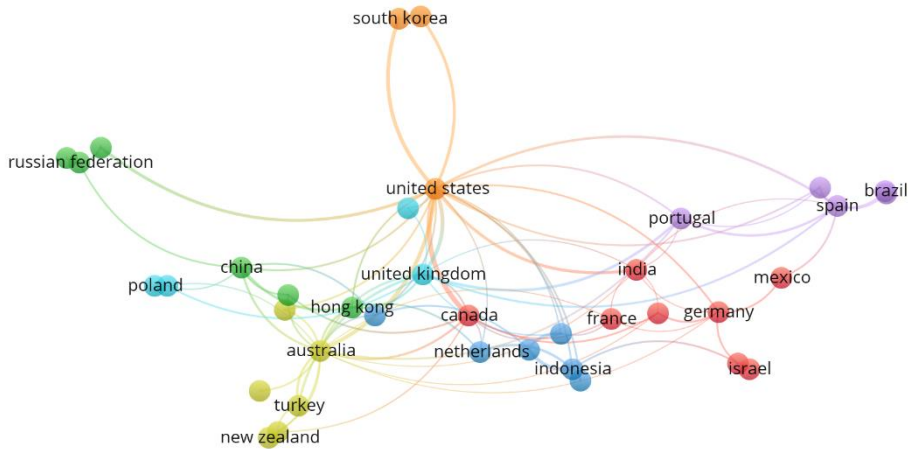 south korea
russian federation
united states
brazil
spain
portugal
china
united kingdom
india
mexico
poland
hong kong
canada
france
germany
australia
netherlands
indonesia
israel
turkey
new zealand